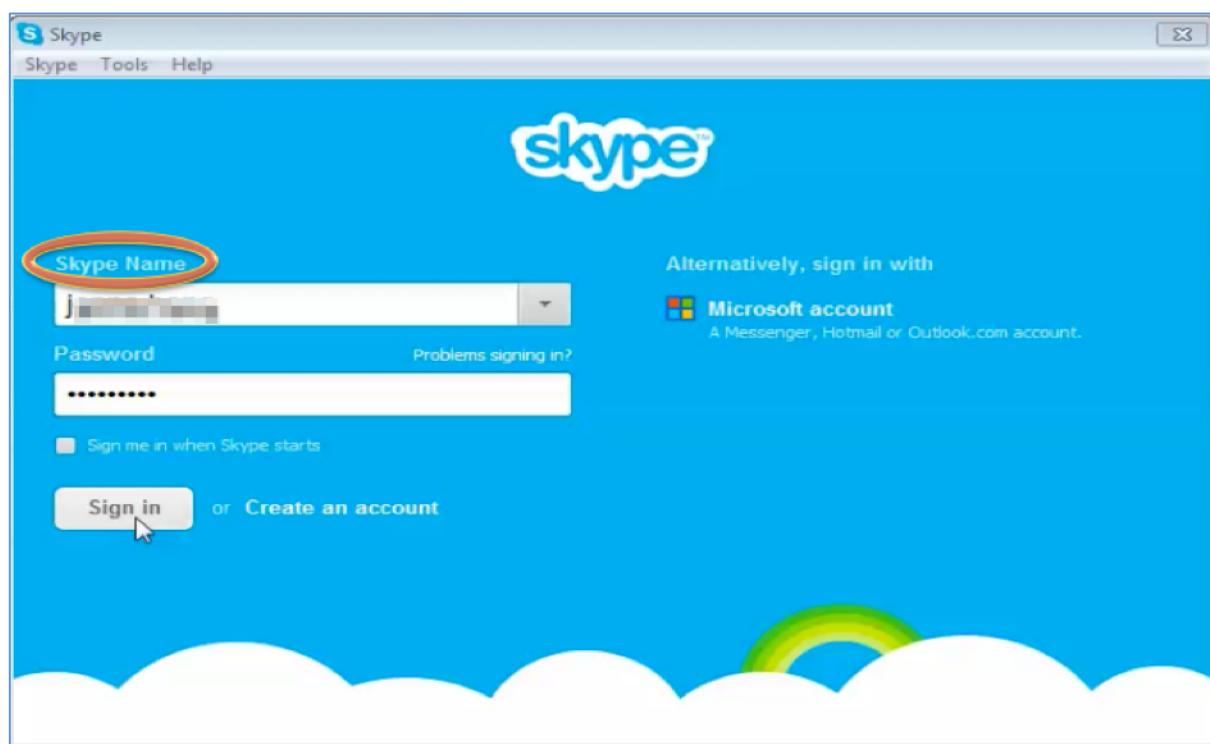 Skype
Skype Tools Help
skype™
Skype Name
Password
Problems signing in?
•••••••••
Sign me in when Skype starts
Sign in or Create an account
Alternatively, sign in with
Microsoft account
A Messenger, Hotmail or Outlook.com account.